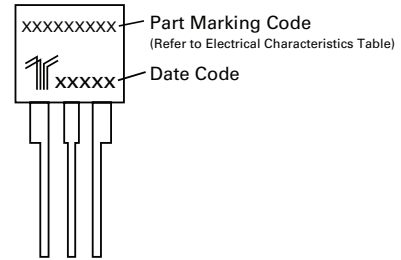 XXXXXXXXX
Part Marking Code
(Refer to Electrical Characteristics Table)
XXXXX
Date Code